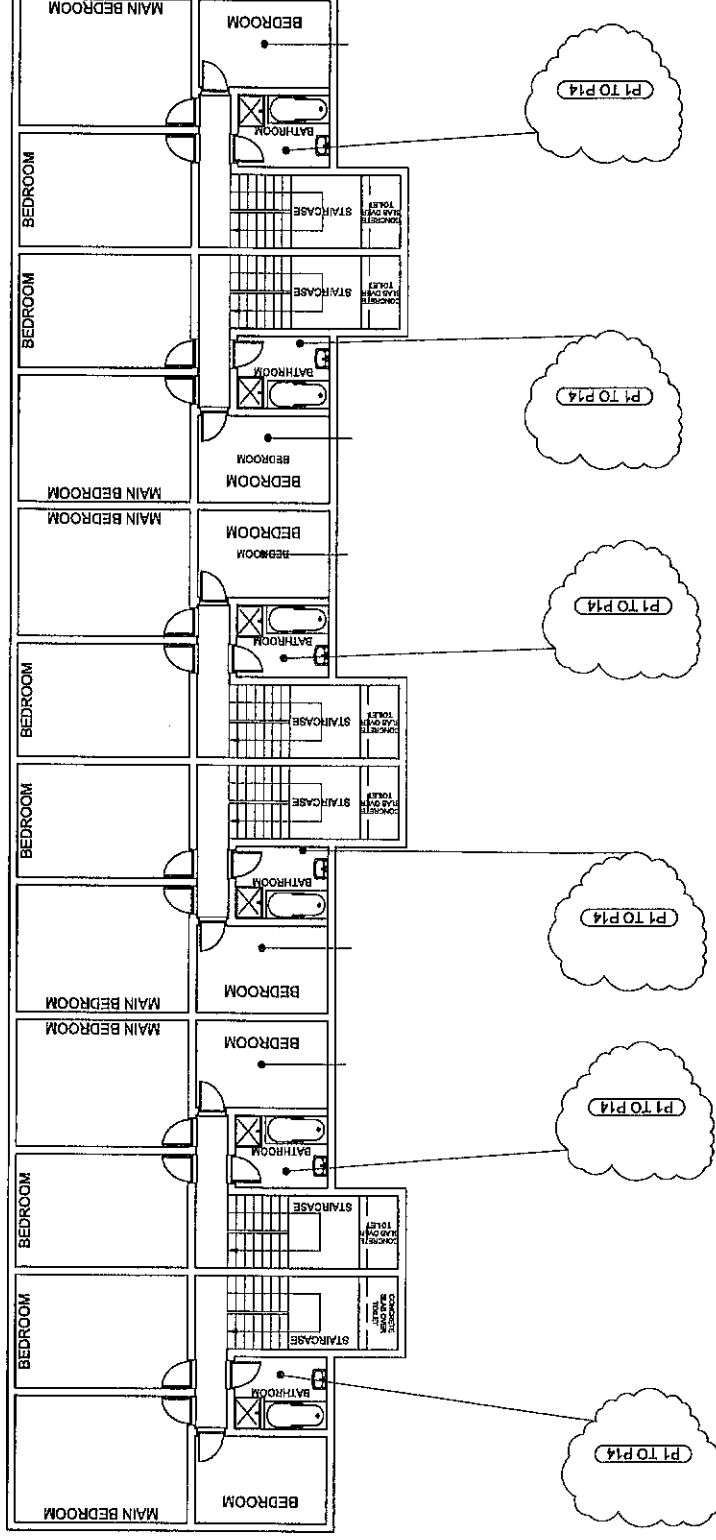 MAIN BEDROOM
BEDROOM
P1 TO P14
BATHROOM
BEDROOM
STAIRCASE
CONCRETE
SLAB OVER
TOILET
BEDROOM
STAIRCASE
CONCRETE
SLAB OVER
TOILET
BATHROOM
P1 TO P14
BEDROOM
BEDROOM
MAIN BEDROOM
MAIN BEDROOM
BEDROOM
BEDROOM
P1 TO P14
BATHROOM
BEDROOM
STAIRCASE
CONCRETE
SLAB OVER
TOILET
BEDROOM
STAIRCASE
CONCRETE
SLAB OVER
TOILET
BATHROOM
P1 TO P14
BEDROOM
MAIN BEDROOM
MAIN BEDROOM
BEDROOM
P1 TO P14
BATHROOM
BEDROOM
STAIRCASE
CONCRETE
SLAB OVER
TOILET
BEDROOM
STAIRCASE
CONCRETE
SLAB OVER
TOILET
BATHROOM
P1 TO P14
BEDROOM
MAIN BEDROOM